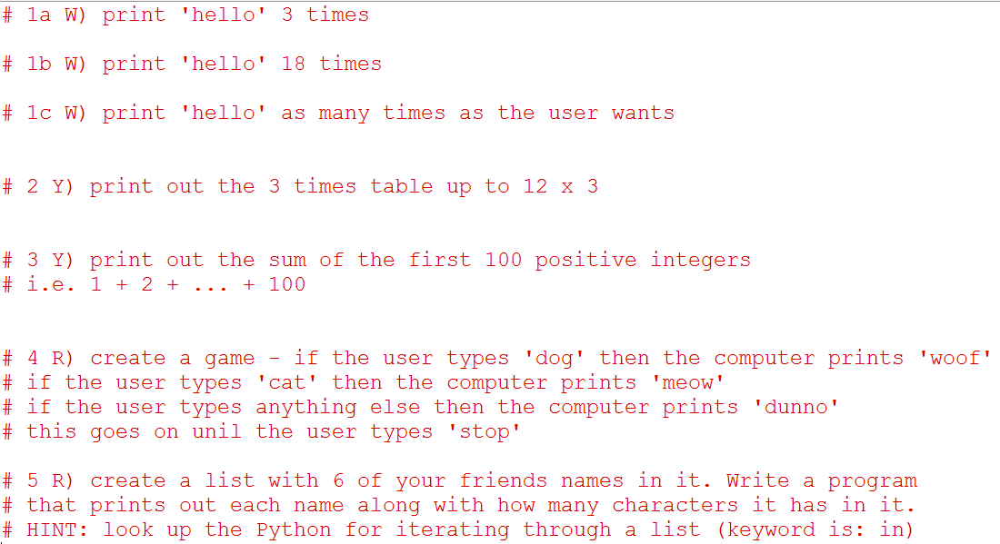 # 1a W) print 'hello' 3 times
# 1b W) print 'hello' 18 times
# 1c W) print 'hello' as many times as the user wants
# 2 Y) print out the 3 times table up to 12 x 3
# 3 Y) print out the sum of the first 100 positive integers
# i.e. 1 + 2 + ... + 100
# 4 R) create a game - if the user types 'dog' then the computer prints 'woof'
# if the user types 'cat' then the computer prints 'meow'
# if the user types anything else then the computer prints 'dunno'
# this goes on unil the user types 'stop'
# 5 R) create a list with 6 of your friends names in it. Write a program
# that prints out each name along with how many characters it has in it.
# HINT: look up the Python for iterating through a list (keyword is: in)